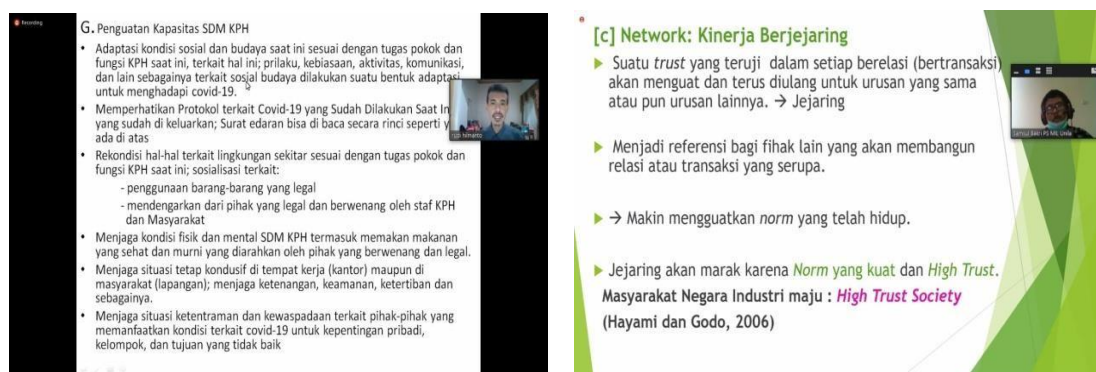 Recording
G. Penguatan Kapasitas SDM KPH
• Adaptasi kondisi sosial dan budaya saat ini sesuai dengan tugas pokok dan
fungsi KPH saat ini, terkait hal ini; prilaku, kebiasaan, aktivitas, komunikasi,
dan lain sebagainya terkait sosial budaya dilakukan suatu bentuk adaptasi
untuk menghadapi covid-19.
• Memperhatikan Protokol terkait Covid-19 yang Sudah Dilakukan Saat In
yang sudah di keluarkan; Surat edaran bisa di baca secara rinci seperti y
ada di atas
• Rekondisi hal-hal terkait lingkungan sekitar sesuai dengan tugas pokok dan
fungsi KPH saat ini; sosialisasi terkait:
- penggunaan barang-barang yang legal
- mendengarkan dari pihak yang legal dan berwenang oleh staf KPH
dan Masyarakat
• Menjaga kondisi fisik dan mental SDM KPH termasuk memakan makanan
yang sehat dan murni yang diarahkan oleh pihak yang berwenang dan legal.
• Menjaga situasi tetap kondusif di tempat kerja (kantor) maupun di
masyarakat (lapangan); menjaga ketenangan, keamanan, ketertiban dan
sebagainya.
• Menjaga situasi ketentraman dan kewaspadaan terkait pihak-pihak yang
memanfaatkan kondisi terkait covid-19 untuk kepentingan pribadi,
kelompok, dan tujuan yang tidak baik
[c] Network: Kinerja Berjejaring
Suatu trust yang teruji dalam setiap berelasi (bertransaksi)
akan menguat dan terus diulang untuk urusan yang sama
atau pun urusan lainnya. → Jejaring
Menjadi referensi bagi fihak lain yang akan membangun
relasi atau transaksi yang serupa.
→ Makin menguatkan norm yang telah hidup.
Jejaring akan marak karena Norm yang kuat dan High Trust.
Masyarakat Negara Industri maju : High Trust Society
(Hayami dan Godo, 2006)